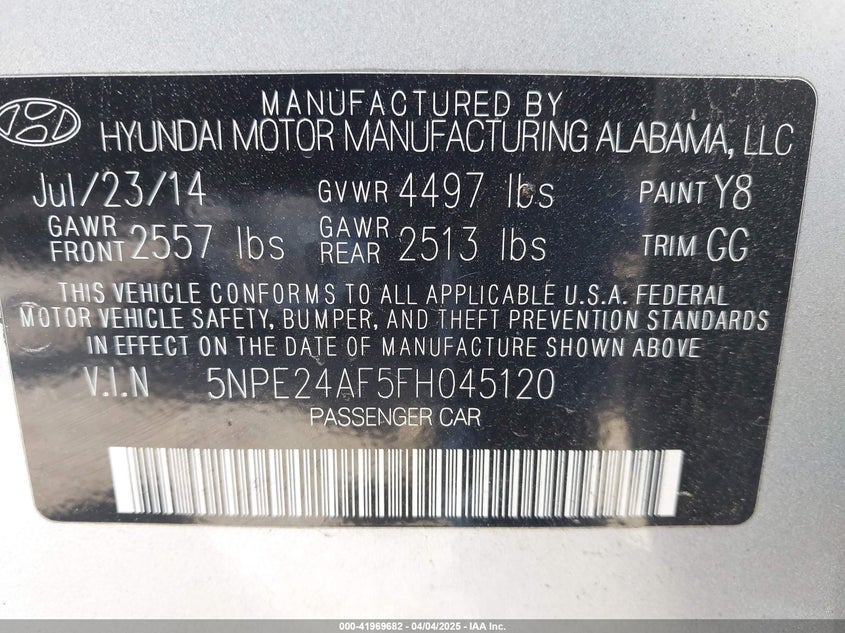 MANUFACTURED BY
HYUNDAI MOTOR MANUFACTURING ALABAMA, LLC
Jul/23/14 GVWR 4497 lbs PAINT Y8
GAWR FRONT 2557 lbs GAWR REAR 2513 lbs TRIM GG
THIS VEHICLE CONFORMS TO ALL APPLICABLE U.S.A. FEDERAL
MOTOR VEHICLE SAFETY, BUMPER, AND THEFT PREVENTION STANDARDS
IN EFFECT ON THE DATE OF MANUFACTURE SHOWN ABOVE.
V.I.N 5NPE24AF5FH045120
PASSENGER CAR
000-41969682 - 04/04/2025 - IAA Inc.